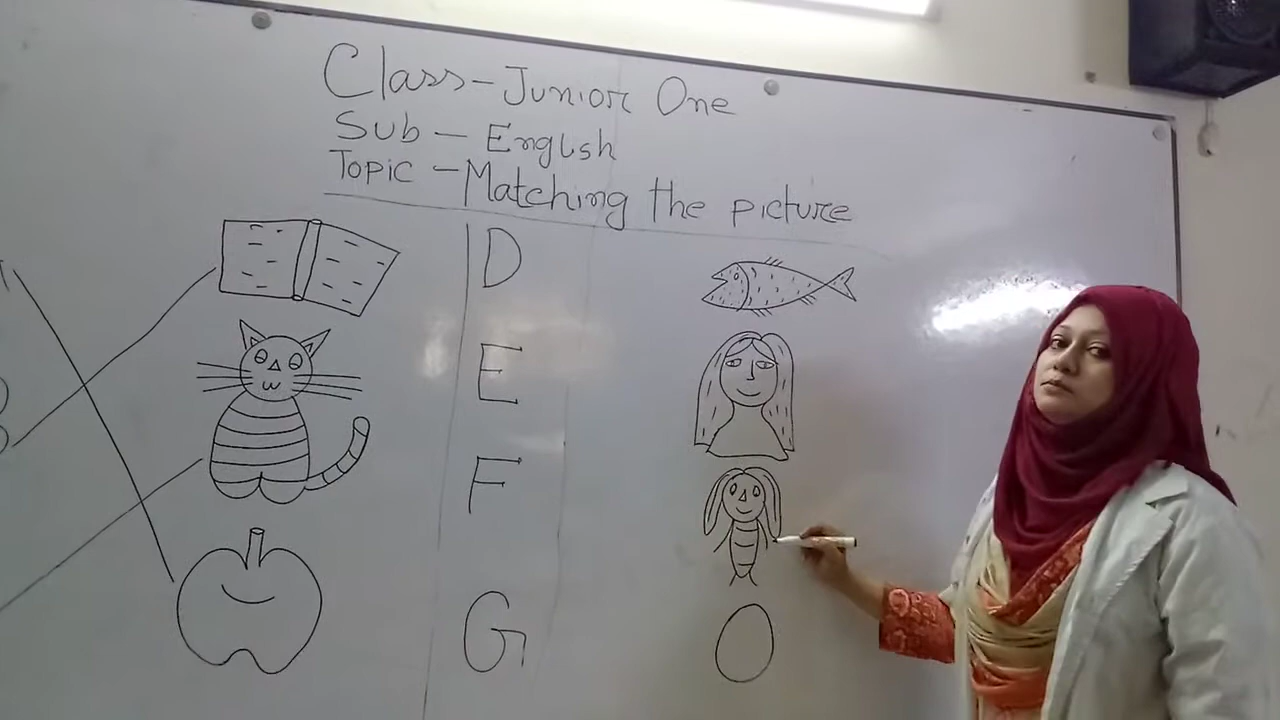 Class-Junior One
Sub - English
Topic - Matching the picture
D
E
F
G